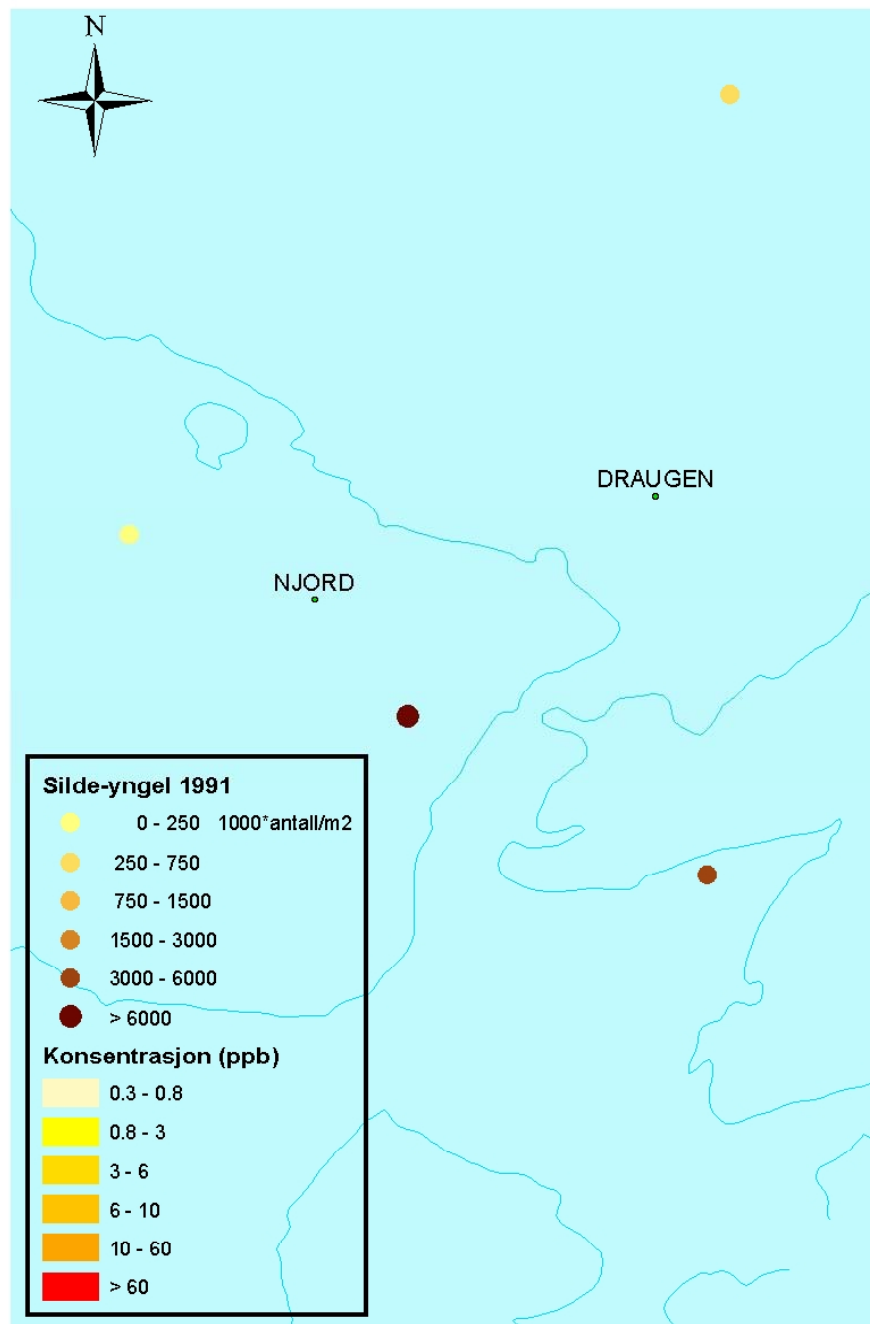 N
DRAUGEN
NJORD
Silde-yngel 1991
0 - 250 1000*antall/m2
250 - 750
750 - 1500
1500 - 3000
3000 - 6000
> 6000
Konsentrasjon (ppb)
0.3 - 0.8
0.8 - 3
3 - 6
6 - 10
10 - 60
> 60